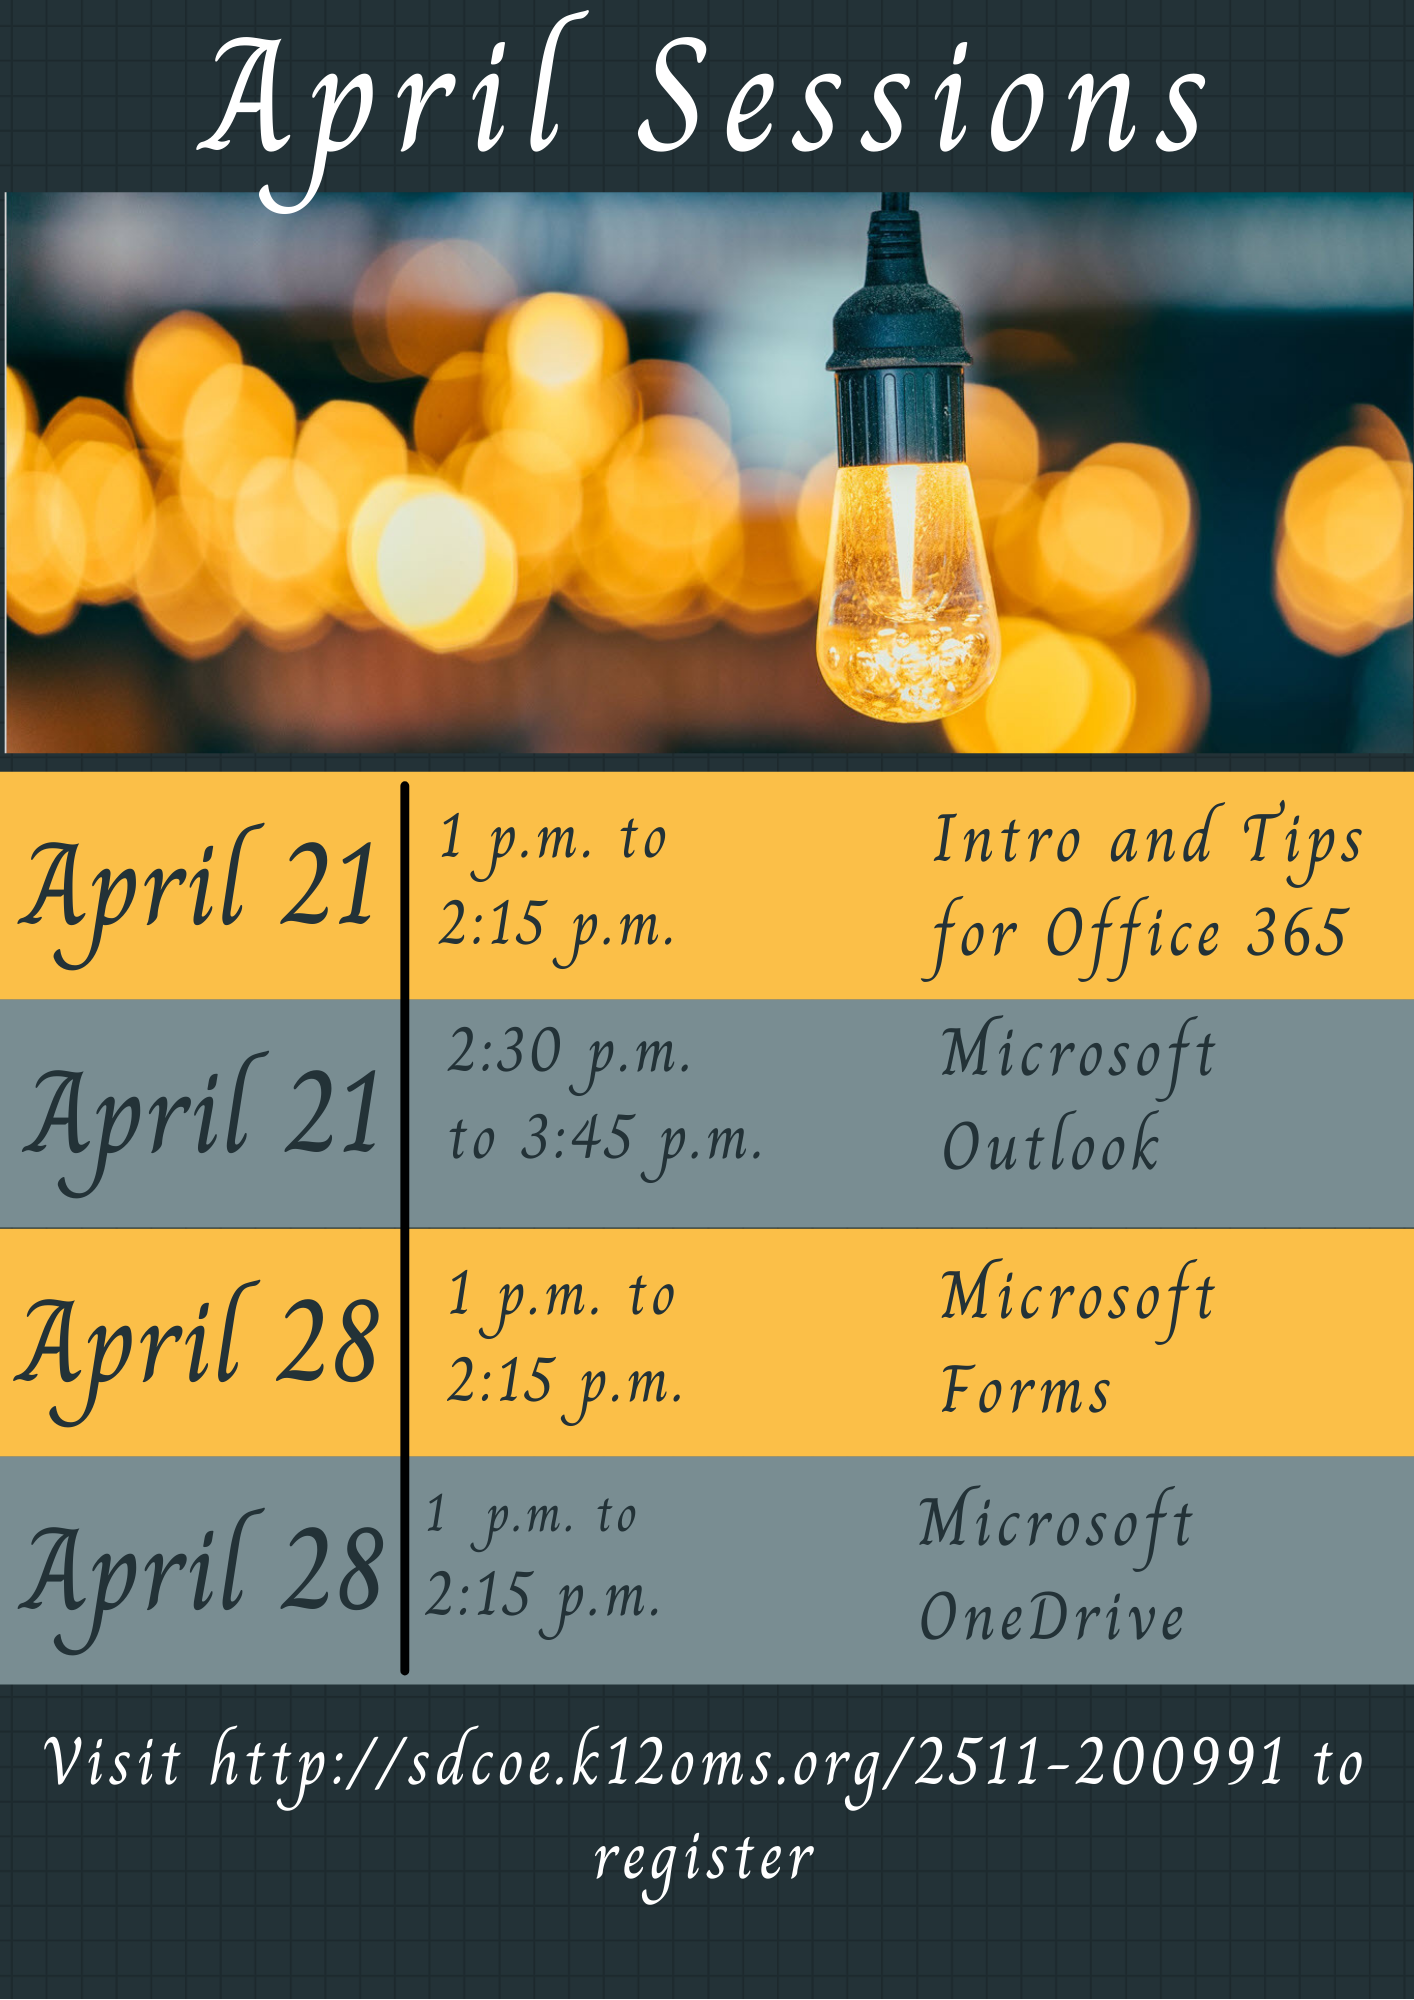 April Sessions
April 21
1 p.m. to
2:15 p.m.
Intro and Tips
for Office 365
April 21
2:30 p.m.
to 3:45 p.m.
Microsoft
Outlook
April 28
1 p.m. to
2:15 p.m.
Microsoft
Forms
April 28
1 p.m. to
2:15 p.m.
Microsoft
OneDrive
Visit http://sdcoe.k12oms.org/2511-200991 to
register